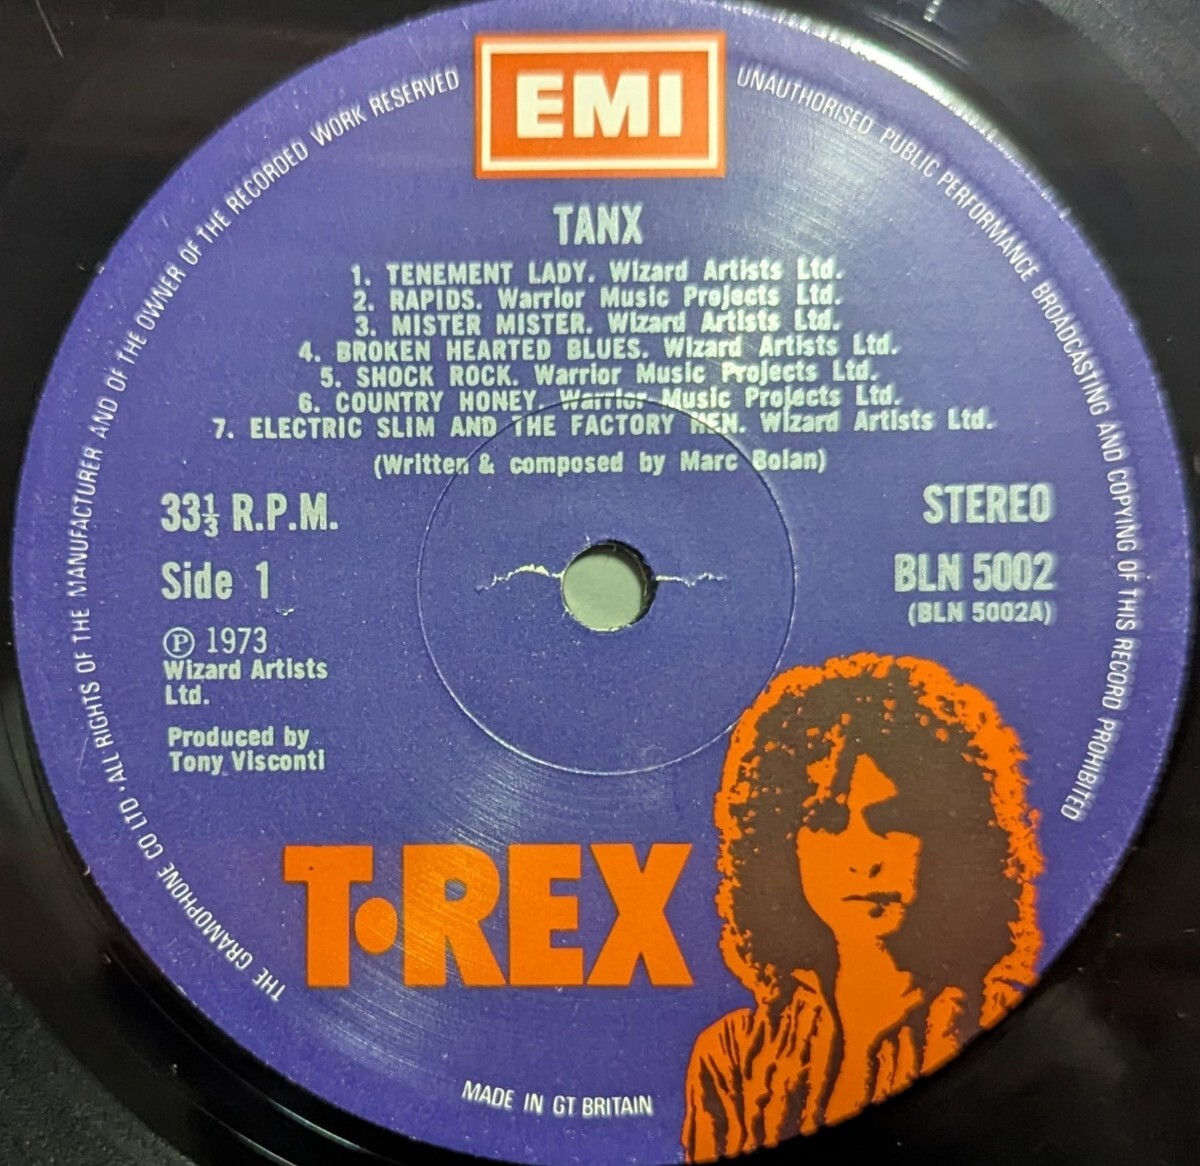 EMI
THE GRAMOPHONE CO LTD · ALL RIGHTS OF THE MANUFACTURER AND OF THE OWNER OF THE RECORDED WORK RESERVED
UNAUTHORISED PUBLIC PERFORMANCE BROADCASTING AND COPYING OF THIS RECORD PROHIBITED
TANX
1. TENEMENT LADY. Wizard Artists Ltd.
2. RAPIDS. Warrior Music Projects Ltd.
3. MISTER MISTER. Wizard Artists Ltd.
4. BROKEN HEARTED BLUES. Wizard Artists Ltd.
5. SHOCK ROCK. Warrior Music Projects Ltd.
6. COUNTRY HONEY. Warrior Music Projects Ltd.
7. ELECTRIC SLIM AND THE FACTORY HEN. Wizard Artists Ltd.
(Written & composed by Marc Bolan)
33⅓ R.P.M.
STEREO
Side 1
BLN 5002
(BLN 5002A)
Ⓟ 1973
Wizard Artists
Ltd.
Produced by
Tony Visconti
T·REX
MADE IN GT BRITAIN